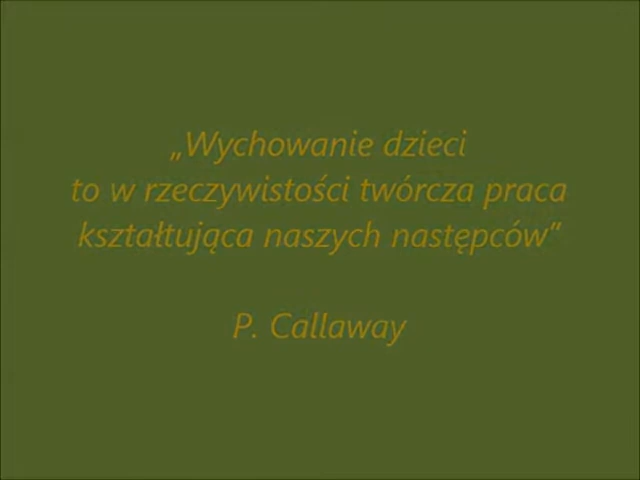 „Wychowanie dzieci
to w rzeczywistości twórcza praca
kształtująca naszych następców”
P. Callaway